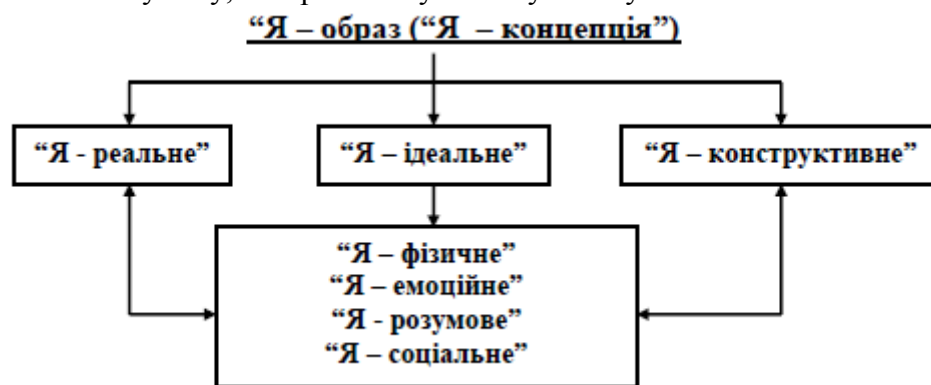 “Я – образ (“Я – концепція”)
“Я - реальне”
“Я – ідеальне”
“Я – конструктивне”
“Я – фізичне”
“Я – емоційне”
“Я - розумове”
“Я – соціальне”